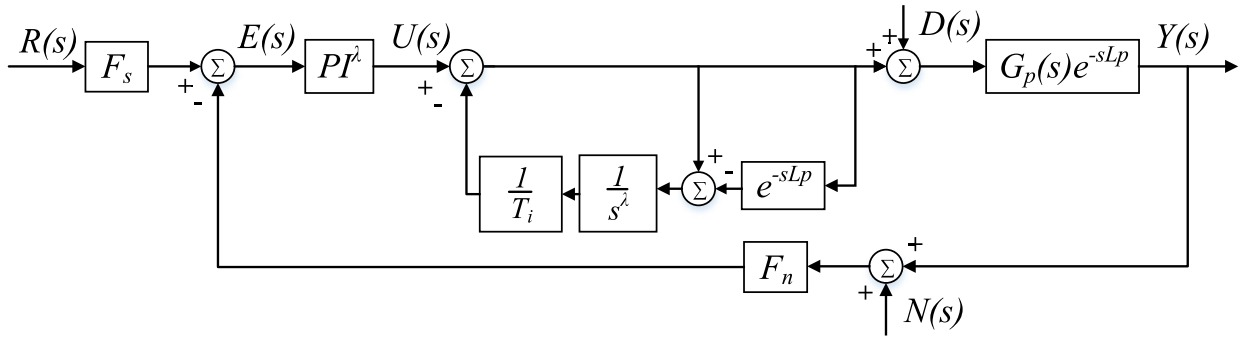 R(s)
F_s
Σ
+
-
E(s)
PI^λ
U(s)
Σ
+
-
+
+
Σ
D(s)
G_p(s)e^{-sLp}
Y(s)
1/T_i
1/s^λ
Σ
+
-
e^{-sLp}
F_n
Σ
+
+
N(s)